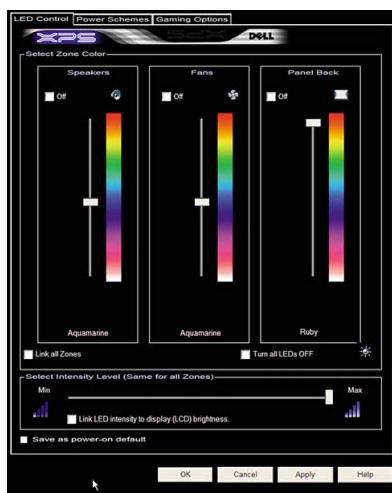 LED Control Power Schemes Gaming Options
XPS DELL
Select Zone Color
Speakers Fans Panel Back
Off Off Off
Aquamarine Aquamarine Ruby
Link all Zones Turn all LEDs OFF
Select Intensity Level (Same for all Zones)
Min Max
Link LED intensity to display (LCD) brightness.
Save as power-on default
OK Cancel Apply Help